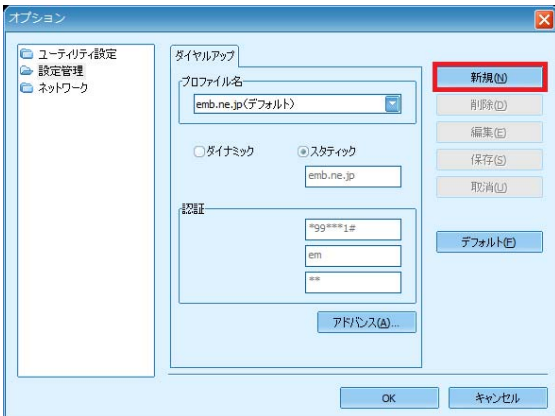 オプション
ユーティリティ設定
設定管理
ネットワーク
ダイヤルアップ
プロファイル名
emb.ne.jp(デフォルト)
ダイナミック
スタティック
emb.ne.jp
認証
*99***1#
em
**
アドバンス(A)...
新規(N)
削除(D)
編集(E)
保存(S)
取消(U)
デフォルト(F)
OK
キャンセル